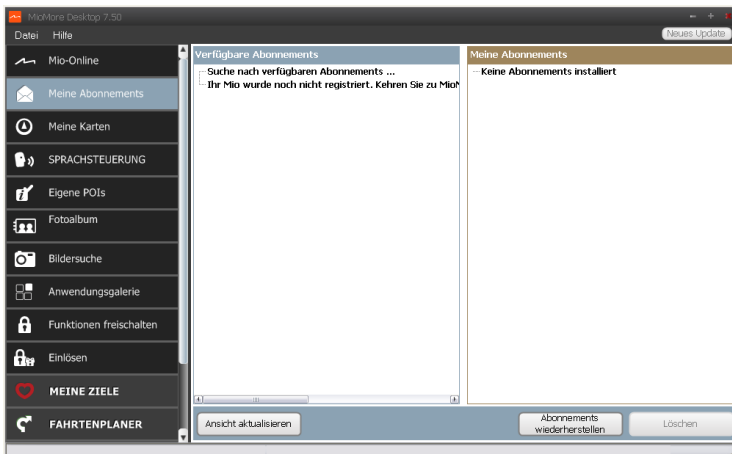 MioMore Desktop 7.50
Datei Hilfe
Neues Update
Mio-Online
Meine Abonnements
Meine Karten
SPRACHSTEUERUNG
Eigene POIs
Fotoalbum
Bildersuche
Anwendungsgalerie
Funktionen freischalten
Einlösen
MEINE ZIELE
FAHRTENPLANER
Verfügbare Abonnements
Suche nach verfügbaren Abonnements ...
Ihr Mio wurde noch nicht registriert. Kehren Sie zu Mio
Ansicht aktualisieren
Meine Abonnements
Keine Abonnements installiert
Abonnements
wiederherstellen
Löschen